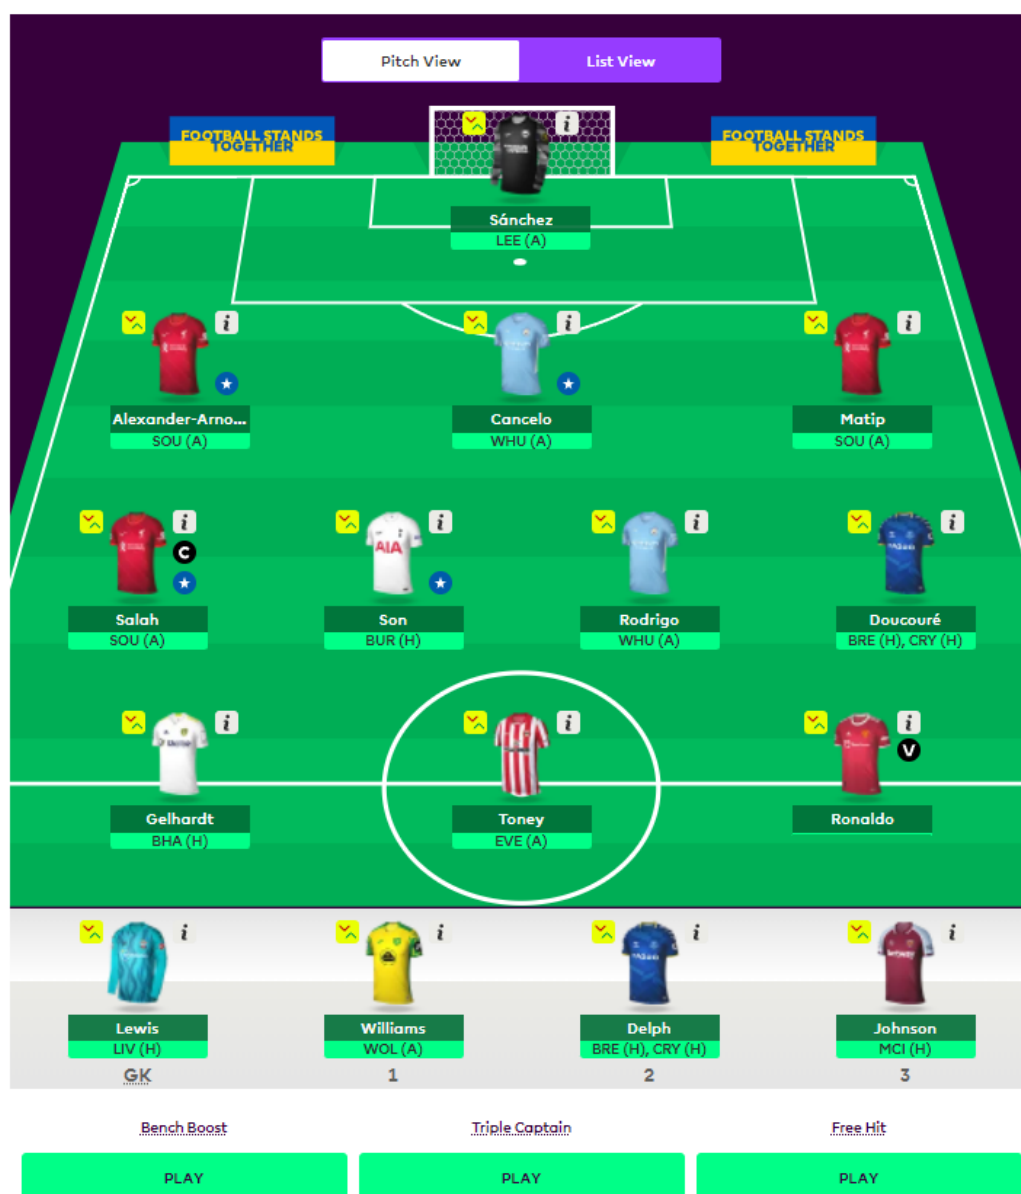 Pitch View List View
FOOTBALL STANDS TOGETHER
FOOTBALL STANDS TOGETHER
Sánchez
LEE (A)
Alexander-Arno... Cancelo Matip
SOU (A) WHU (A) SOU (A)
C
AIA
Salah Son Rodrigo Doucouré
SOU (A) BUR (H) WHU (A) BRE (H), CRY (H)
V
Gelhardt Toney Ronaldo
BHA (H) EVE (A)
Lewis Williams Delph Johnson
LIV (H) WOL (A) BRE (H), CRY (H) MCI (H)
GK 1 2 3
Bench Boost Triple Captain Free Hit
PLAY PLAY PLAY